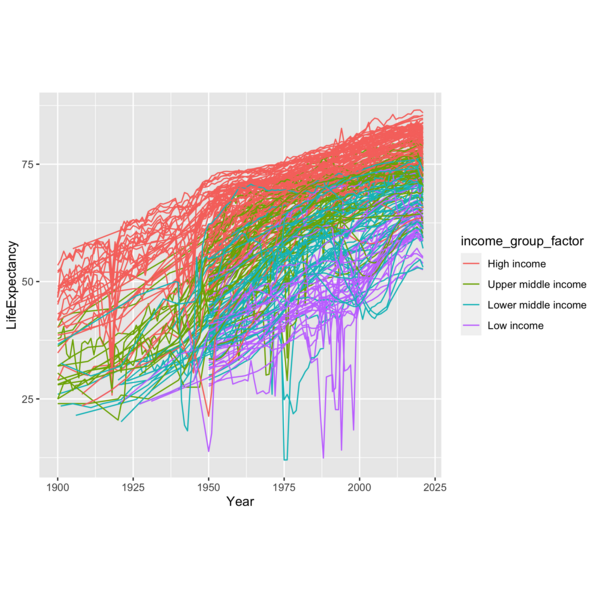 LifeExpectancy
75
50
25
1900
1925
1950
1975
2000
2025
Year
income_group_factor
High income
Upper middle income
Lower middle income
Low income